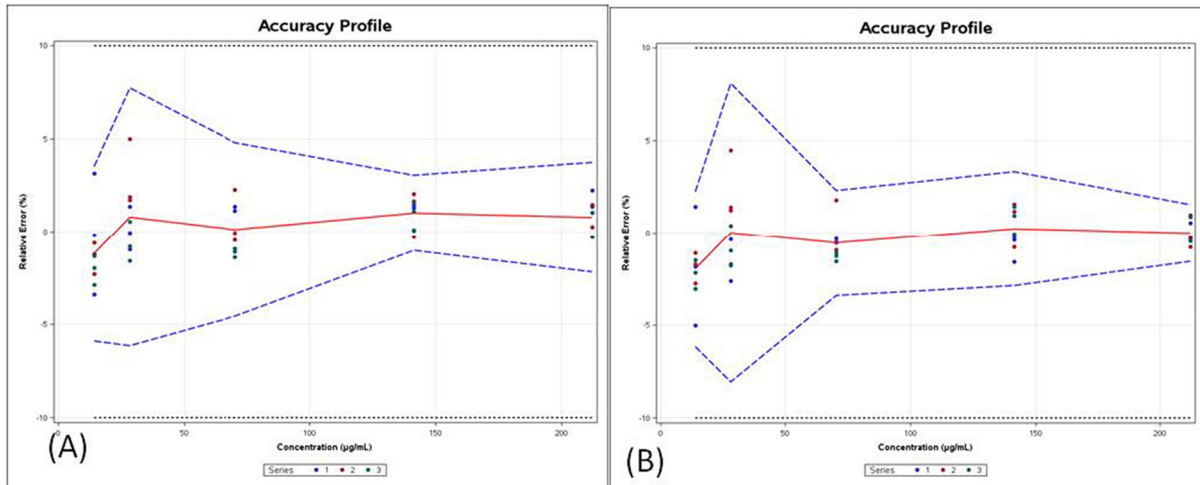 Accuracy Profile
10
5
0
-5
-10
Relative Error (%)
0
50
100
150
200
Concentration (µg/mL)
Series 1 2 3
(A)
Accuracy Profile
10
5
0
-5
-10
Relative Error (%)
0
50
100
150
200
Concentration (µg/mL)
Series 1 2 3
(B)